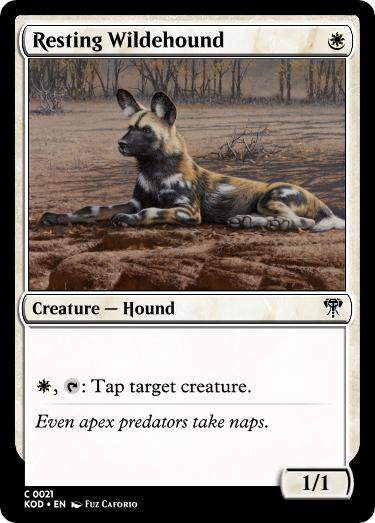 Resting Wildehound
Creature — Hound
, : Tap target creature.
Even apex predators take naps.
1/1
C 0021
KOD • EN Fuz Caforio